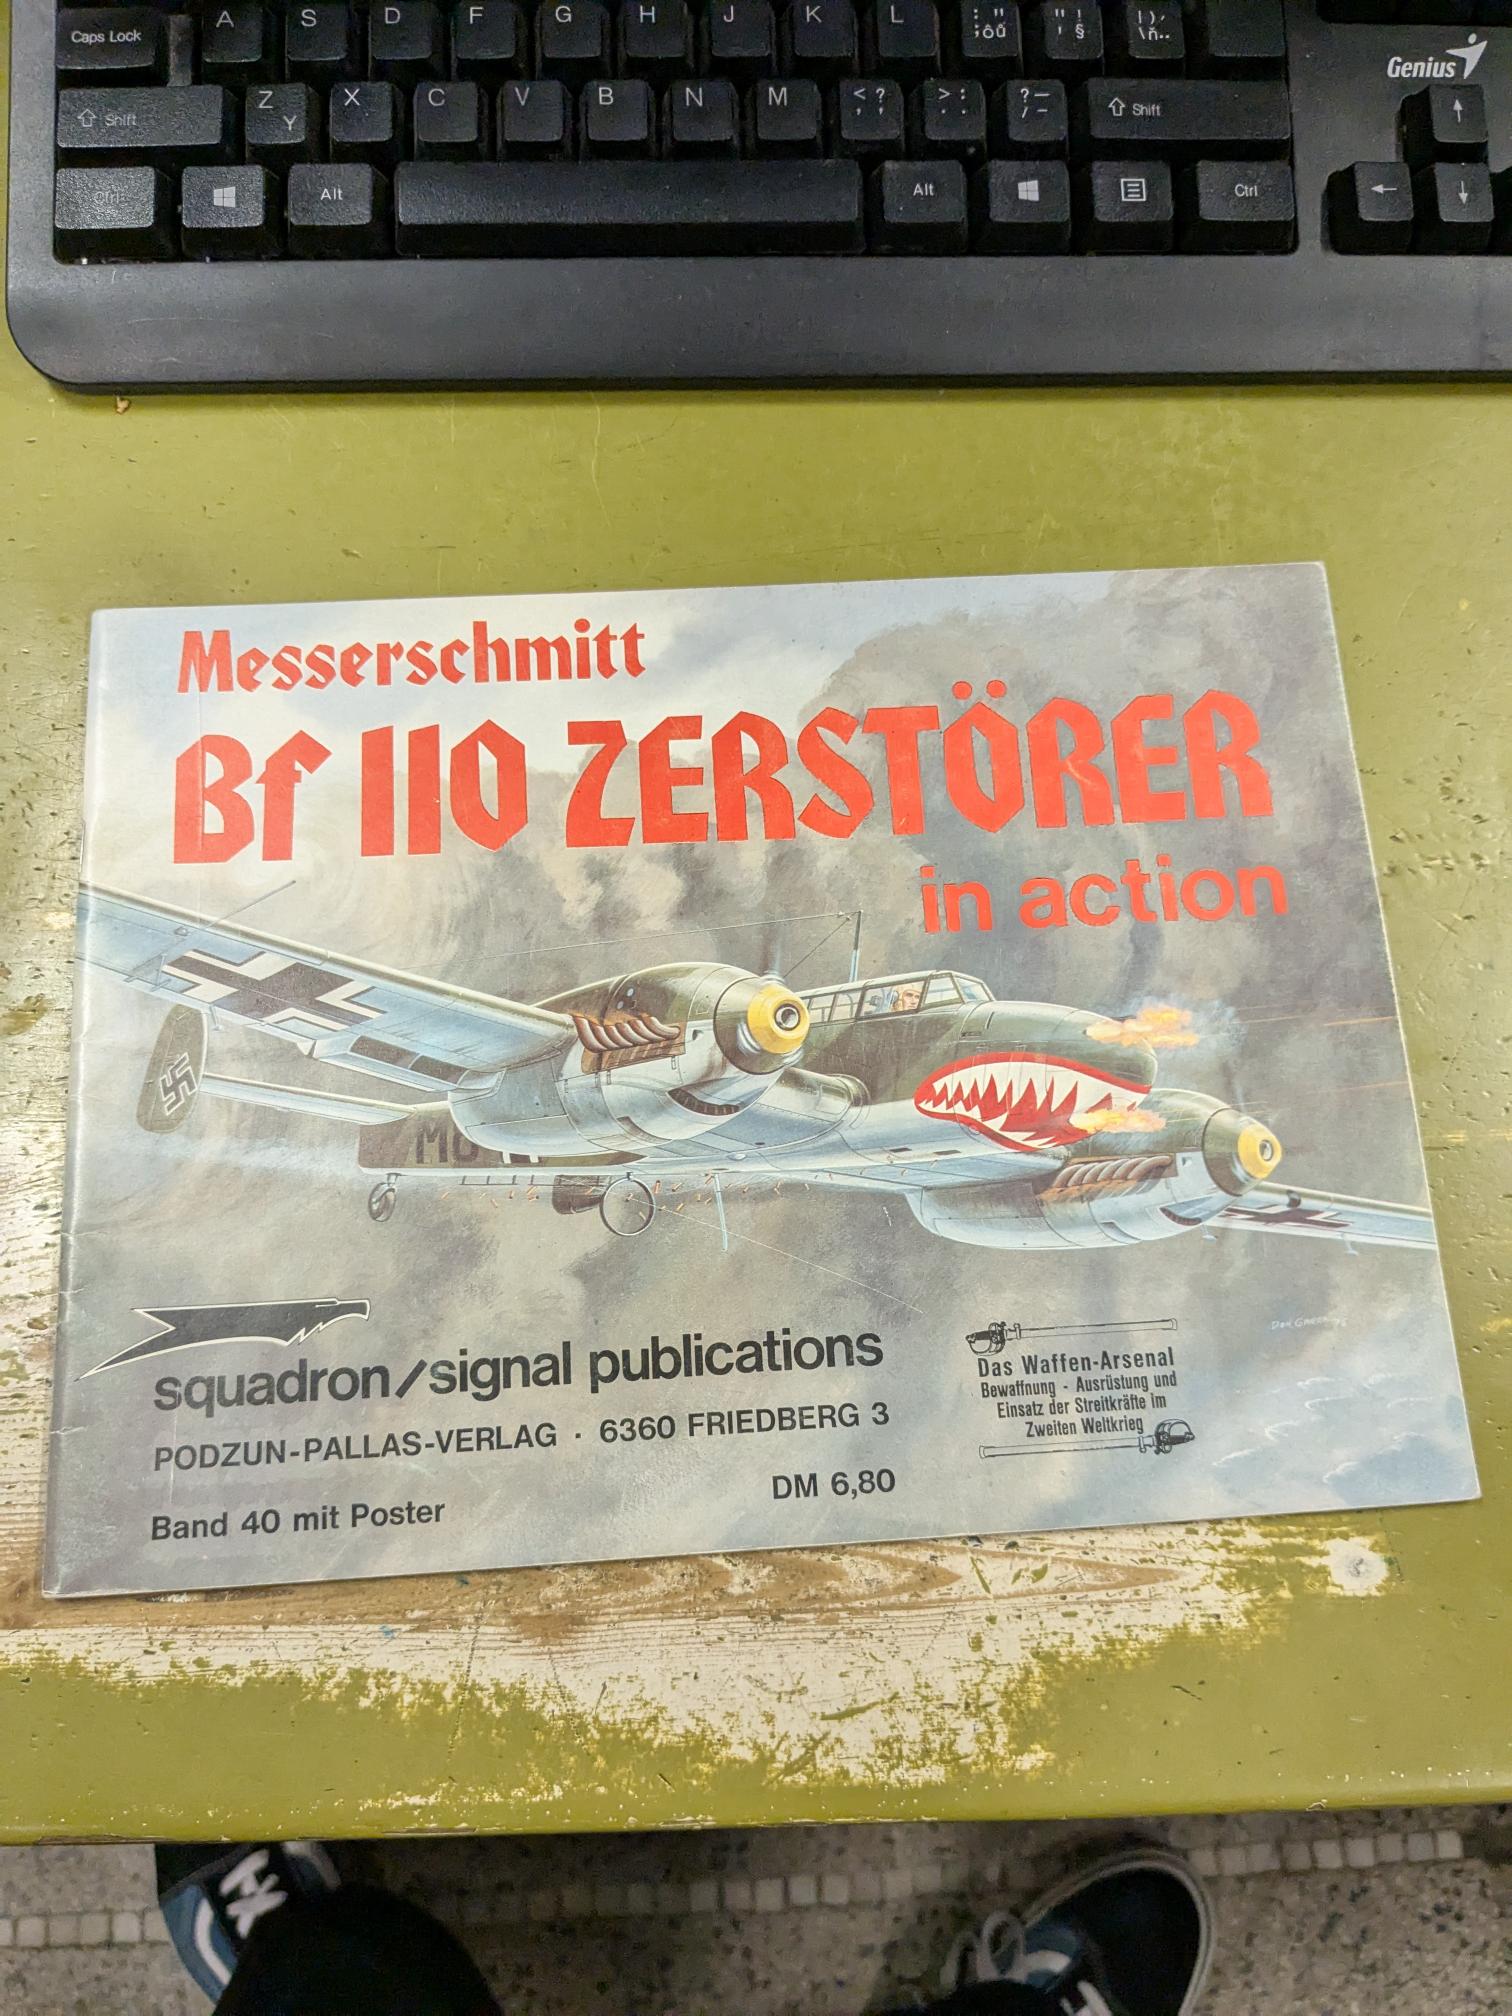 Caps Lock A S D F G H J K L
Shift Z Y X C V B N M Shift
Ctrl Alt Alt Ctrl
Genius
Messerschmitt
Bf 110 ZERSTÖRER
in action
squadron/signal publications
PODZUN-PALLAS-VERLAG · 6360 FRIEDBERG 3
DM 6,80
Band 40 mit Poster
Das Waffen-Arsenal
Bewaffnung - Ausrüstung und
Einsatz der Streitkräfte im
Zweiten Weltkrieg